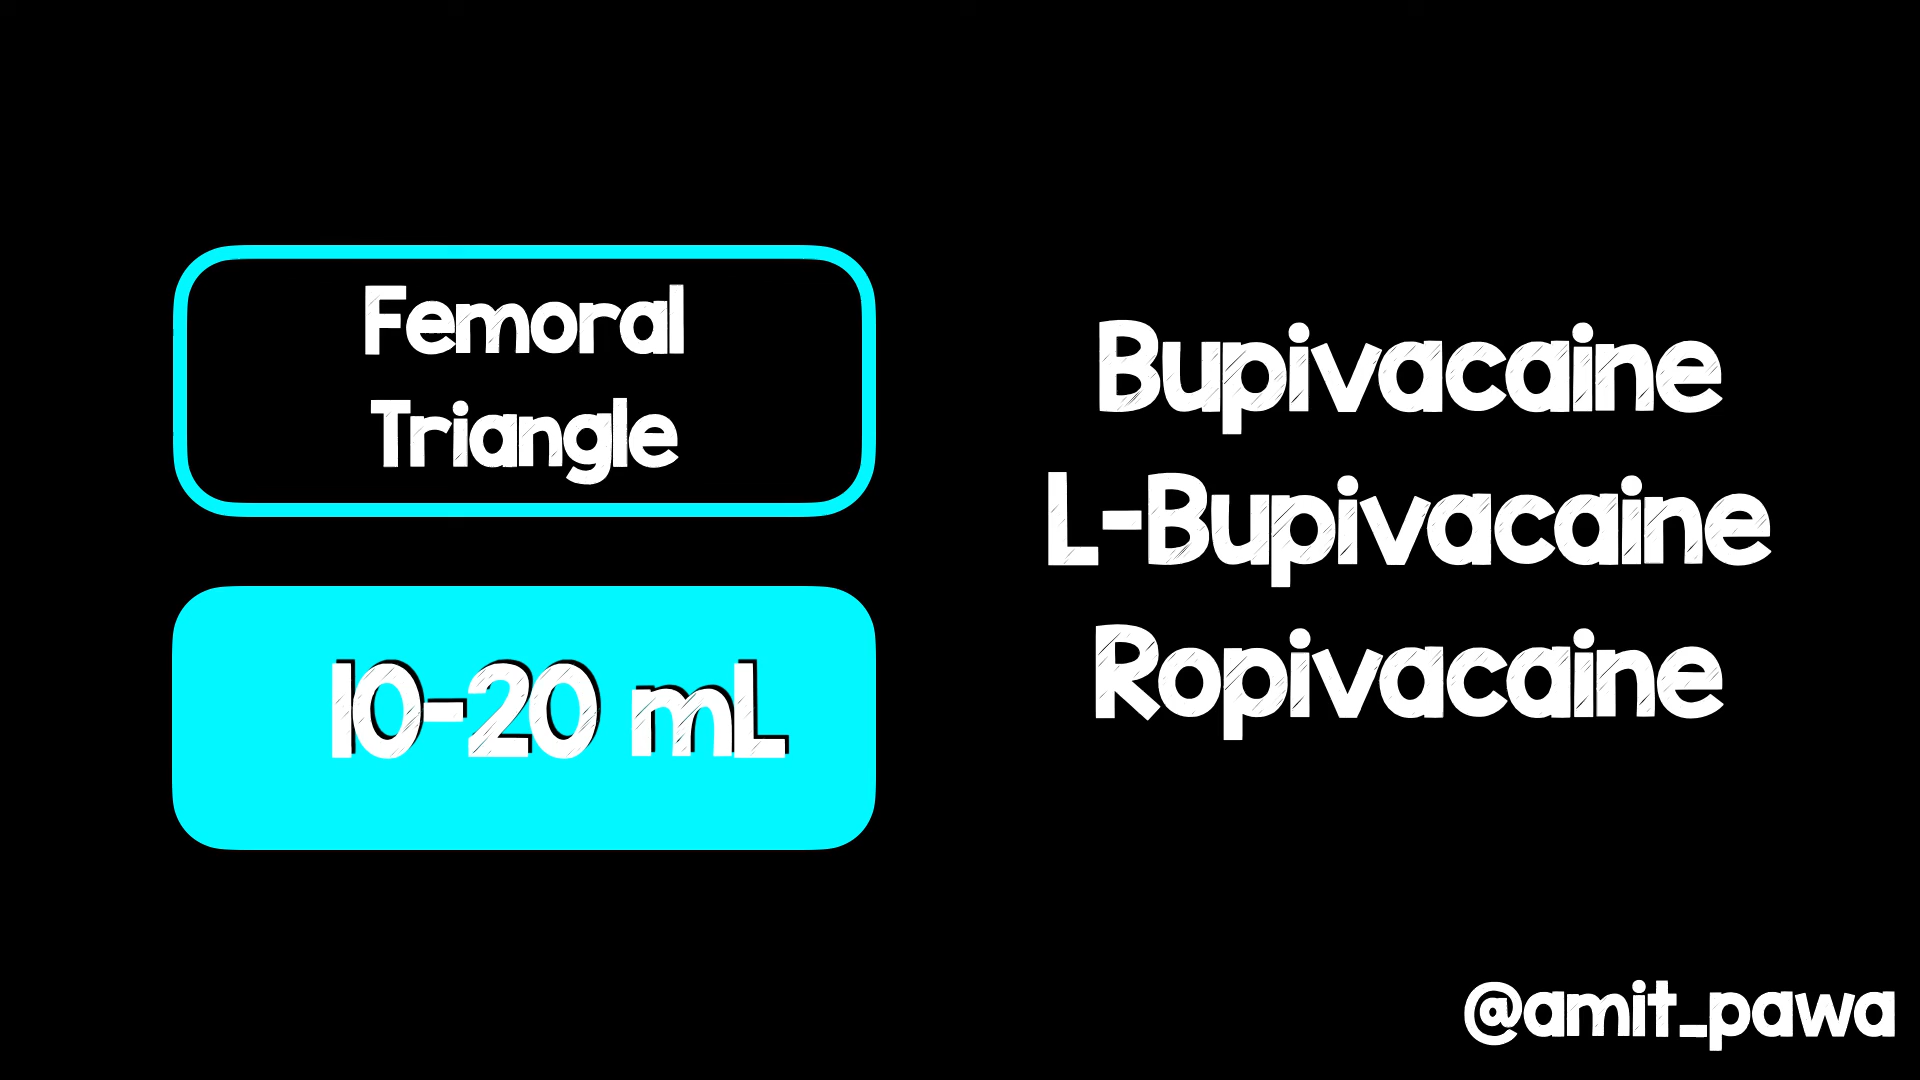 Femoral
Triangle
10-20 mL
Bupivacaine
L-Bupivacaine
Ropivacaine
@amit_pawa